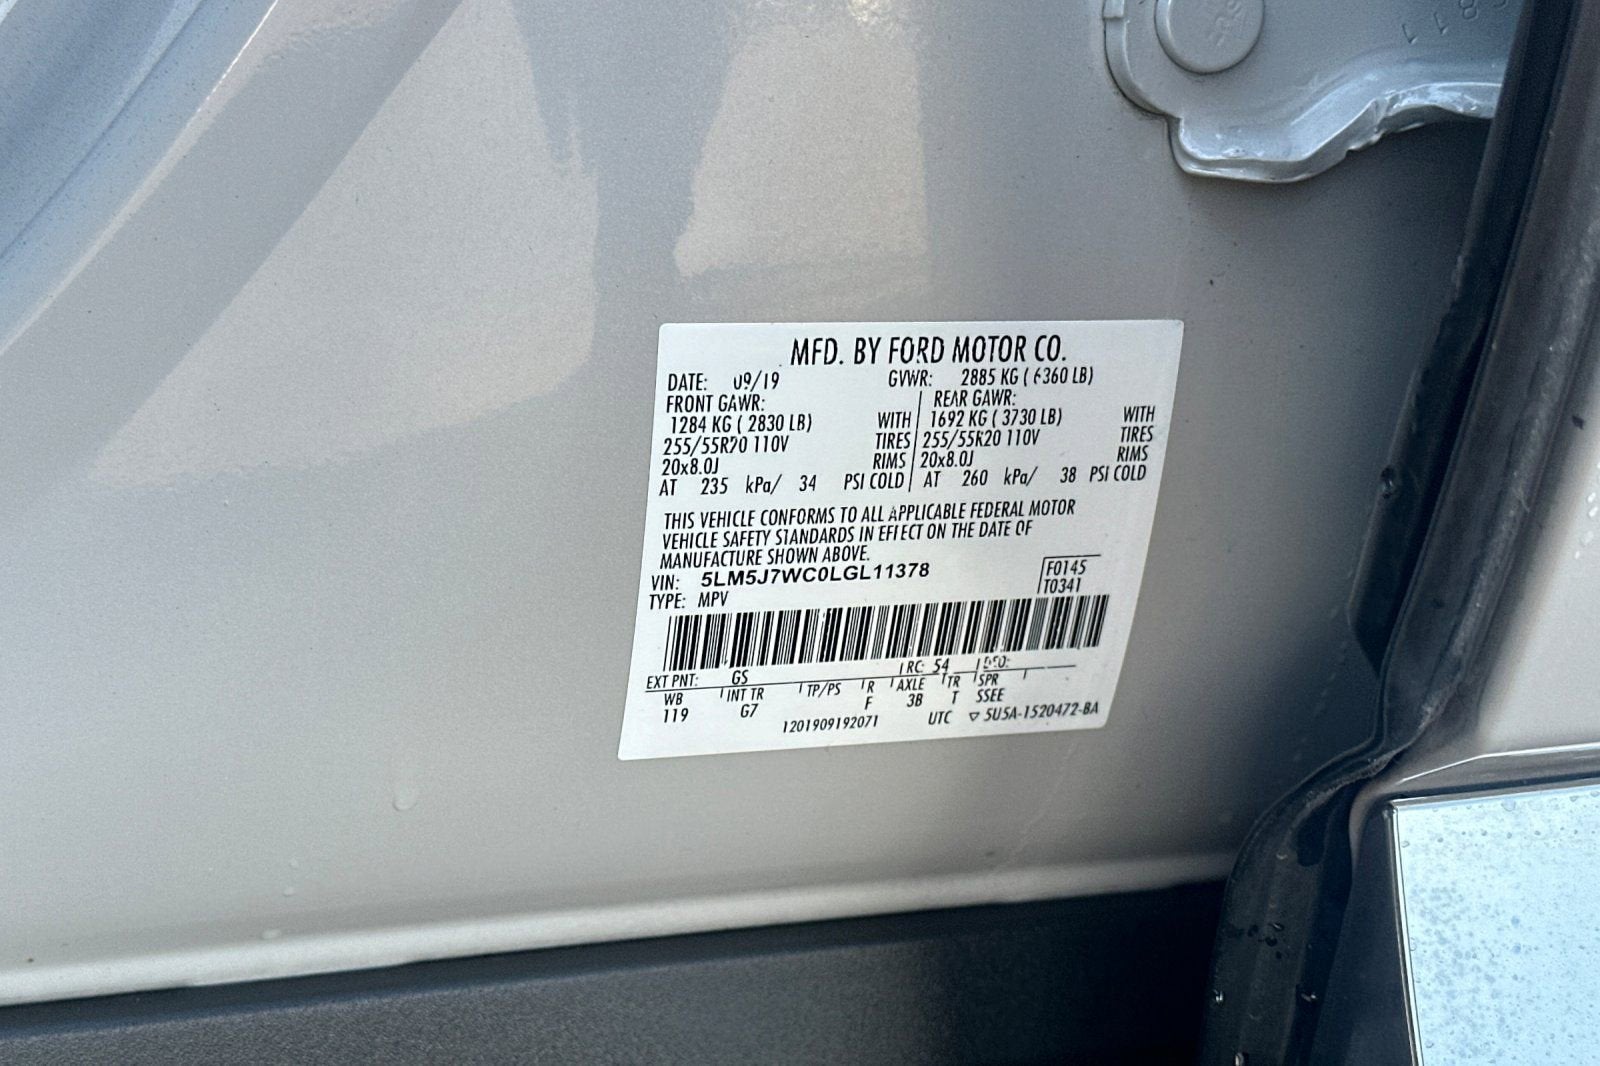 MFD. BY FORD MOTOR CO.
DATE: 09/19 GVWR: 2885 KG ( 6360 LB)
FRONT GAWR: REAR GAWR:
1284 KG ( 2830 LB) WITH 1692 KG ( 3730 LB) WITH
255/55R20 110V TIRES 255/55R20 110V TIRES
20x8.0J RIMS 20x8.0J RIMS
AT 235 kPa/ 34 PSI COLD AT 260 kPa/ 38 PSI COLD
THIS VEHICLE CONFORMS TO ALL APPLICABLE FEDERAL MOTOR
VEHICLE SAFETY STANDARDS IN EFFECT ON THE DATE OF
MANUFACTURE SHOWN ABOVE.
VIN: 5LM5J7WC0LGL11378 F0145
TYPE: MPV T0341
EXT PNT: GS RC: 54 DSO:
WB INT TR TP/PS R AXLE TR SPR
119 G7 F 3B T SSEE
1201909192071 UTC ▽ 5U5A-1520472-BA